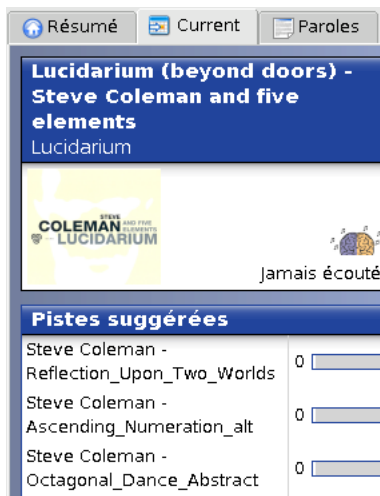 Résumé Current Paroles
Lucidarium (beyond doors) -
Steve Coleman and five
elements
Lucidarium
STEVE
COLEMAN AND FIVE
ELEMENTS
LUCIDARIUM
Jamais écouté
Pistes suggérées
Steve Coleman -
Reflection_Upon_Two_Worlds 0
Steve Coleman -
Ascending_Numeration_alt 0
Steve Coleman -
Octagonal_Dance_Abstract 0